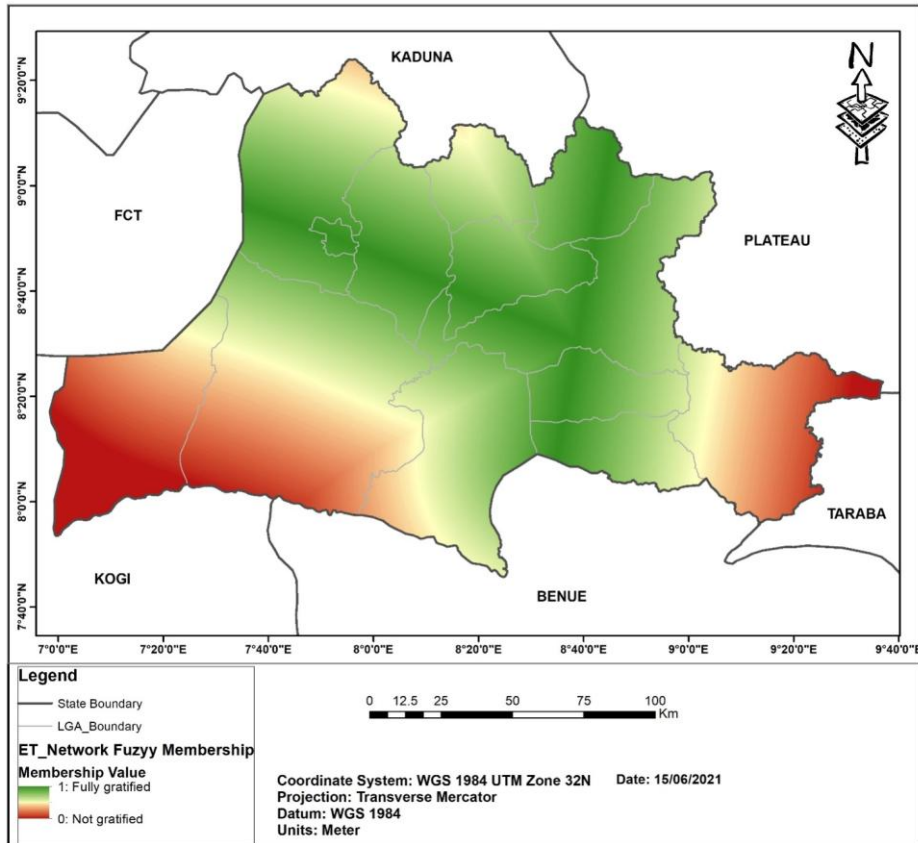 KADUNA
N
FCT
PLATEAU
TARABA
KOGI
BENUE
9°20'0"N
9°0'0"N
8°40'0"N
8°20'0"N
8°0'0"N
7°40'0"N
7°0'0"E 7°20'0"E 7°40'0"E 8°0'0"E 8°20'0"E 8°40'0"E 9°0'0"E 9°20'0"E 9°40'0"E
Legend
State Boundary
LGA_Boundary
ET_Network Fuzyy Membership
Membership Value
1: Fully gratified
0: Not gratified
0 12.5 25 50 75 100
Km
Coordinate System: WGS 1984 UTM Zone 32N Date: 15/06/2021
Projection: Transverse Mercator
Datum: WGS 1984
Units: Meter